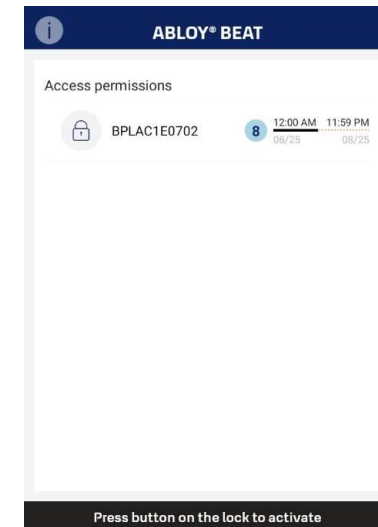 i
ABLOY® BEAT
Access permissions
BPLAC1E0702
8
12:00 AM 11:59 PM
08/25 08/25
Press button on the lock to activate